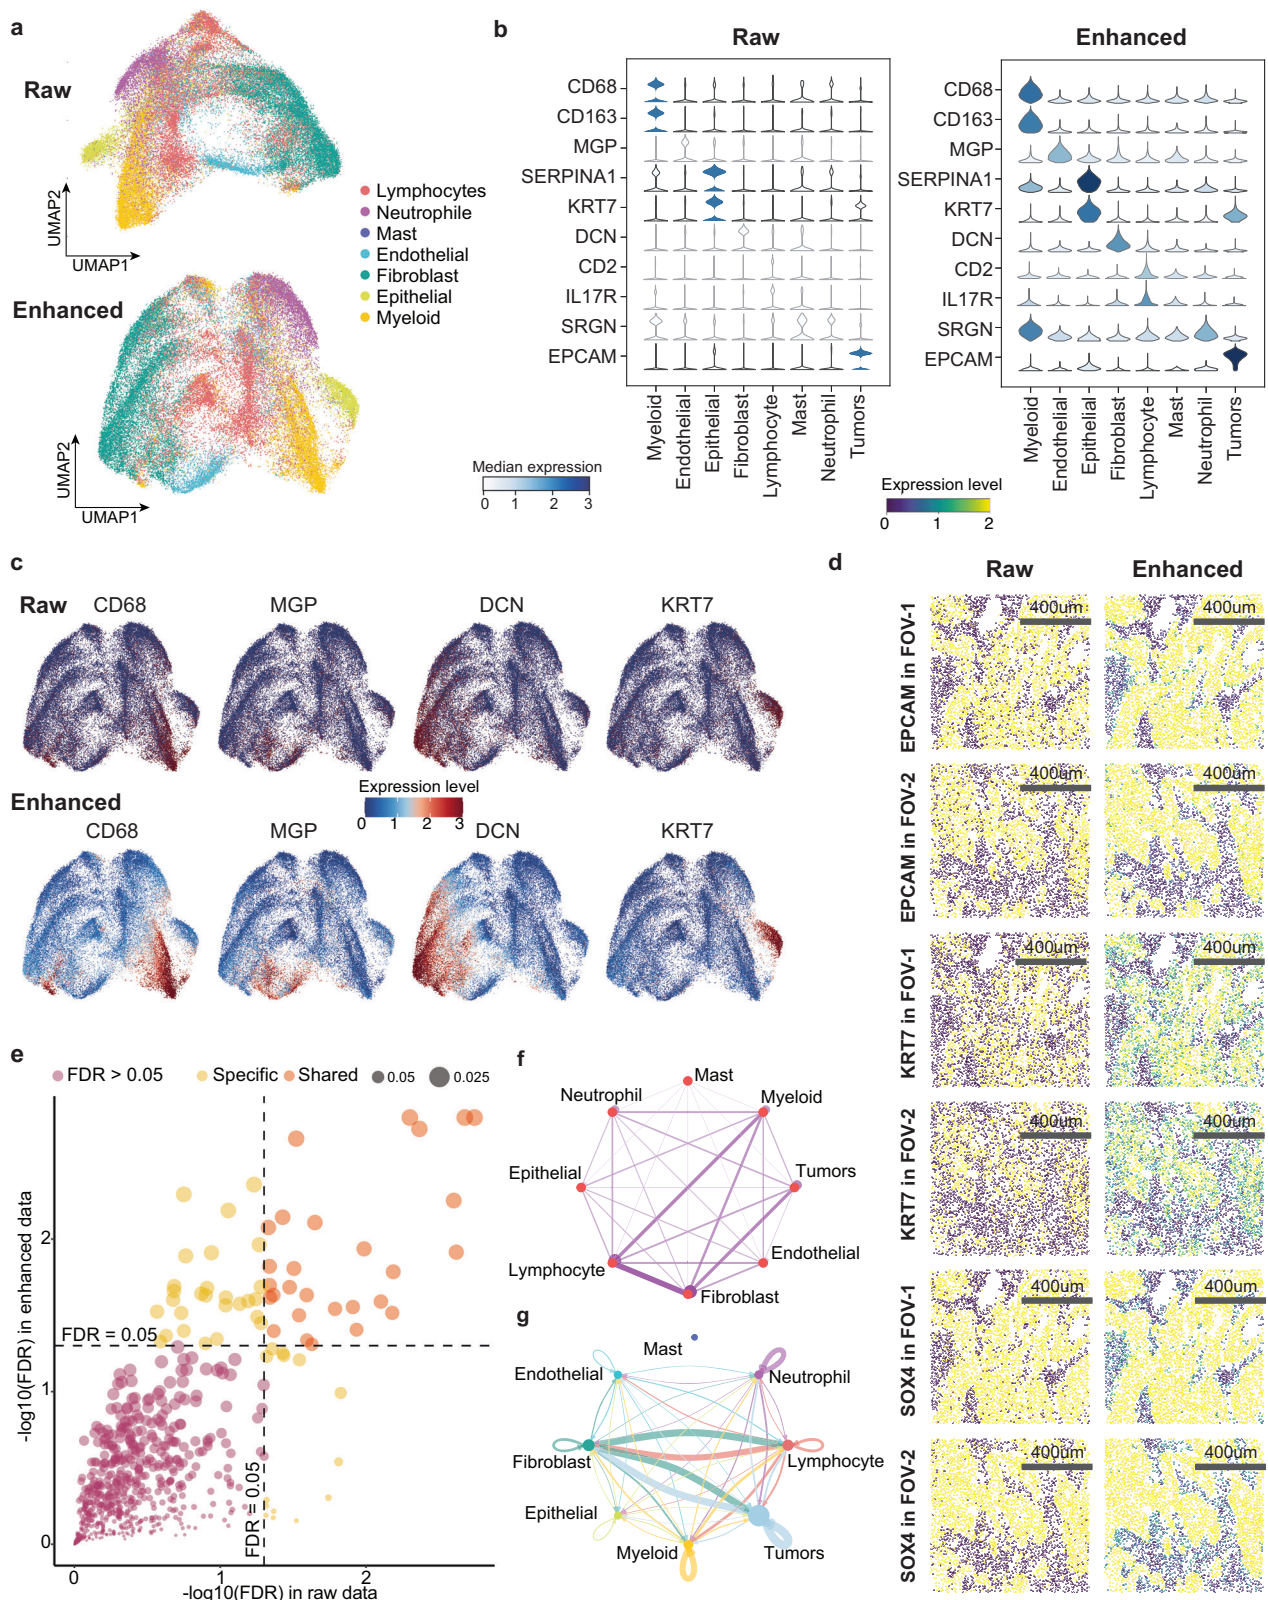 a
Raw
UMAP2
UMAP1
Lymphocytes
Neutrophile
Mast
Endothelial
Fibroblast
Epithelial
Myeloid
Enhanced
UMAP2
UMAP1
b
Raw
CD68
CD163
MGP
SERPINA1
KRT7
DCN
CD2
IL17R
SRGN
EPCAM
Myeloid
Endothelial
Epithelial
Fibroblast
Lymphocyte
Mast
Neutrophil
Tumors
Median expression
0 1 2 3
Enhanced
CD68
CD163
MGP
SERPINA1
KRT7
DCN
CD2
IL17R
SRGN
EPCAM
Myeloid
Endothelial
Epithelial
Fibroblast
Lymphocyte
Mast
Neutrophil
Tumors
Expression level
0 1 2
c
Raw
CD68 MGP DCN KRT7
Enhanced
Expression level
0 1 2 3
CD68 MGP DCN KRT7
d
Raw Enhanced
EPCAM in FOV-1
400um 400um
EPCAM in FOV-2
400um 400um
KRT7 in FOV-1
400um 400um
KRT7 in FOV-2
400um 400um
SOX4 in FOV-1
400um 400um
SOX4 in FOV-2
400um 400um
e
FDR > 0.05 Specific Shared 0.05 0.025
-log10(FDR) in enhanced data
2
1
0
FDR = 0.05
FDR = 0.05
0 1 2
-log10(FDR) in raw data
f
Mast
Neutrophil
Myeloid
Epithelial
Tumors
Lymphocyte
Endothelial
Fibroblast
g
Mast
Endothelial
Neutrophil
Fibroblast
Lymphocyte
Epithelial
Myeloid
Tumors